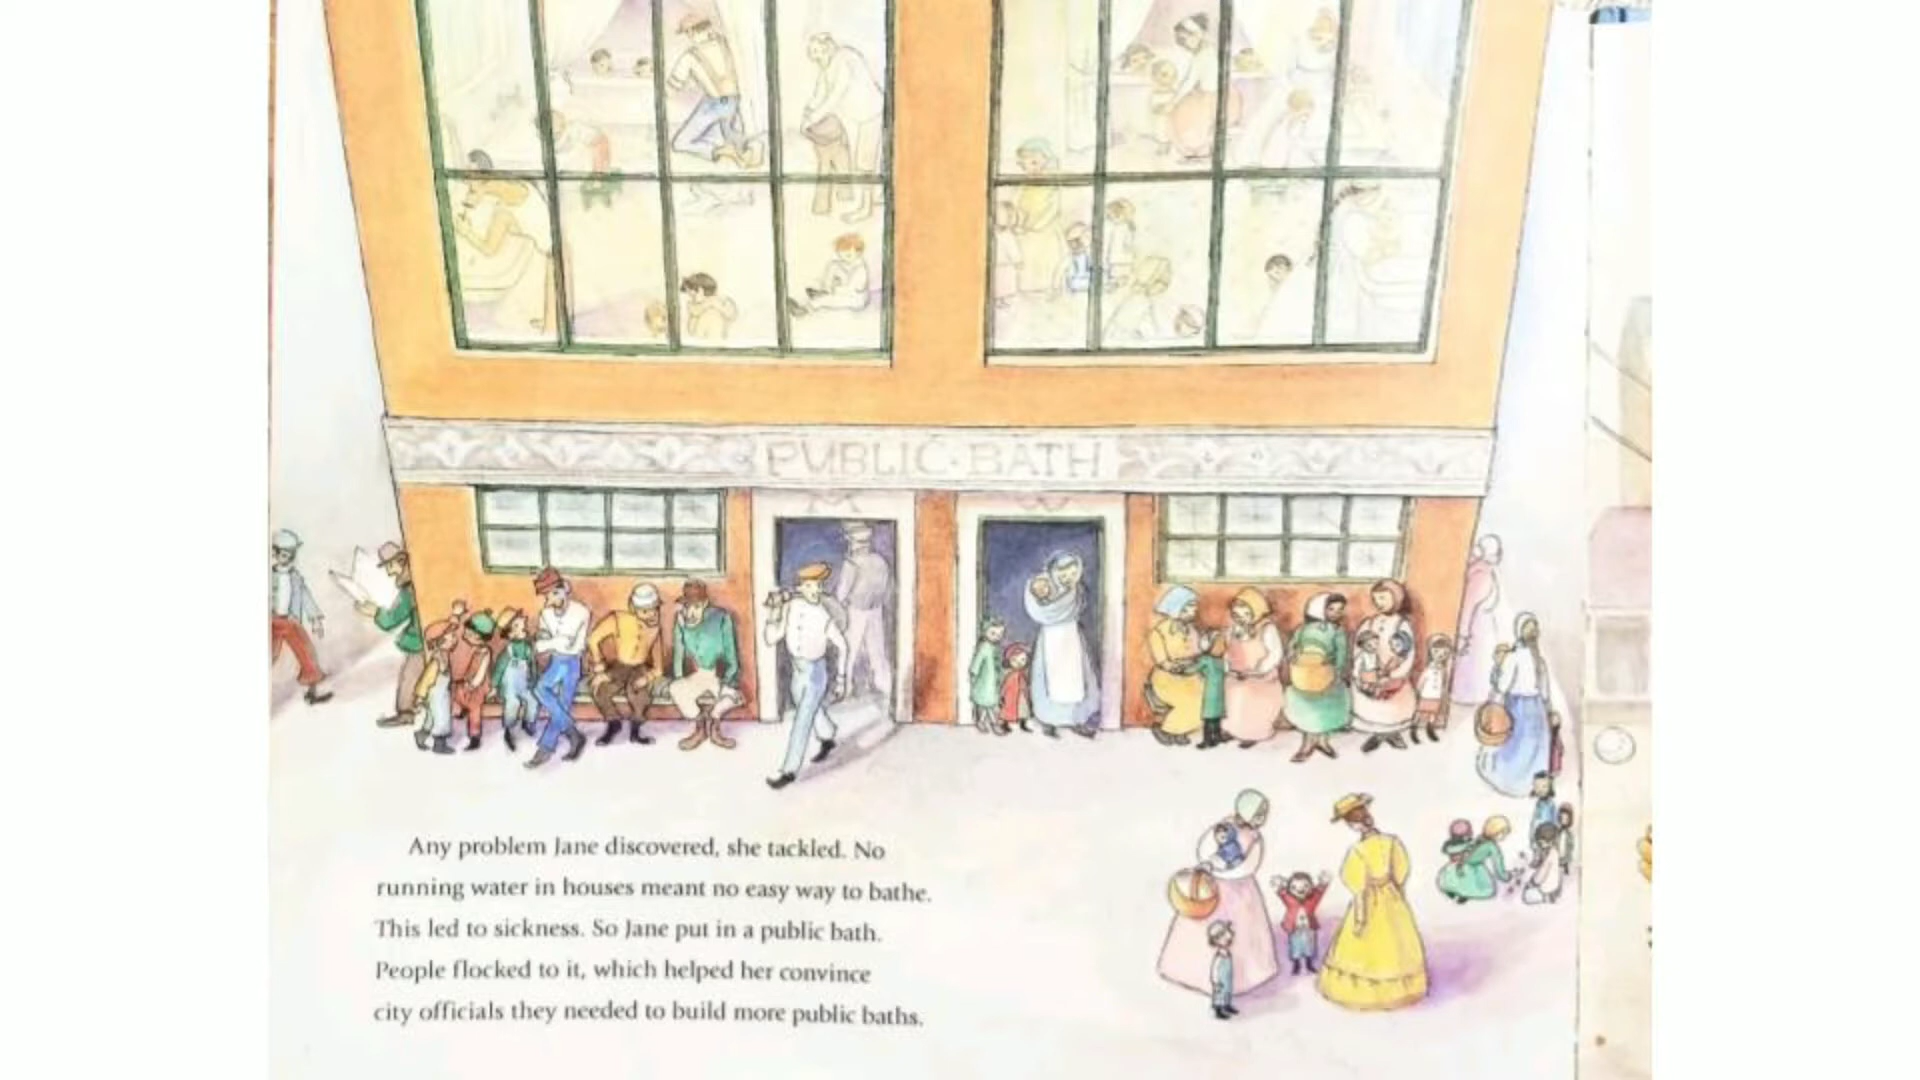 PUBLIC·BATH
M
W
Any problem Jane discovered, she tackled. No
running water in houses meant no easy way to bathe.
This led to sickness. So Jane put in a public bath.
People flocked to it, which helped her convince
city officials they needed to build more public baths.